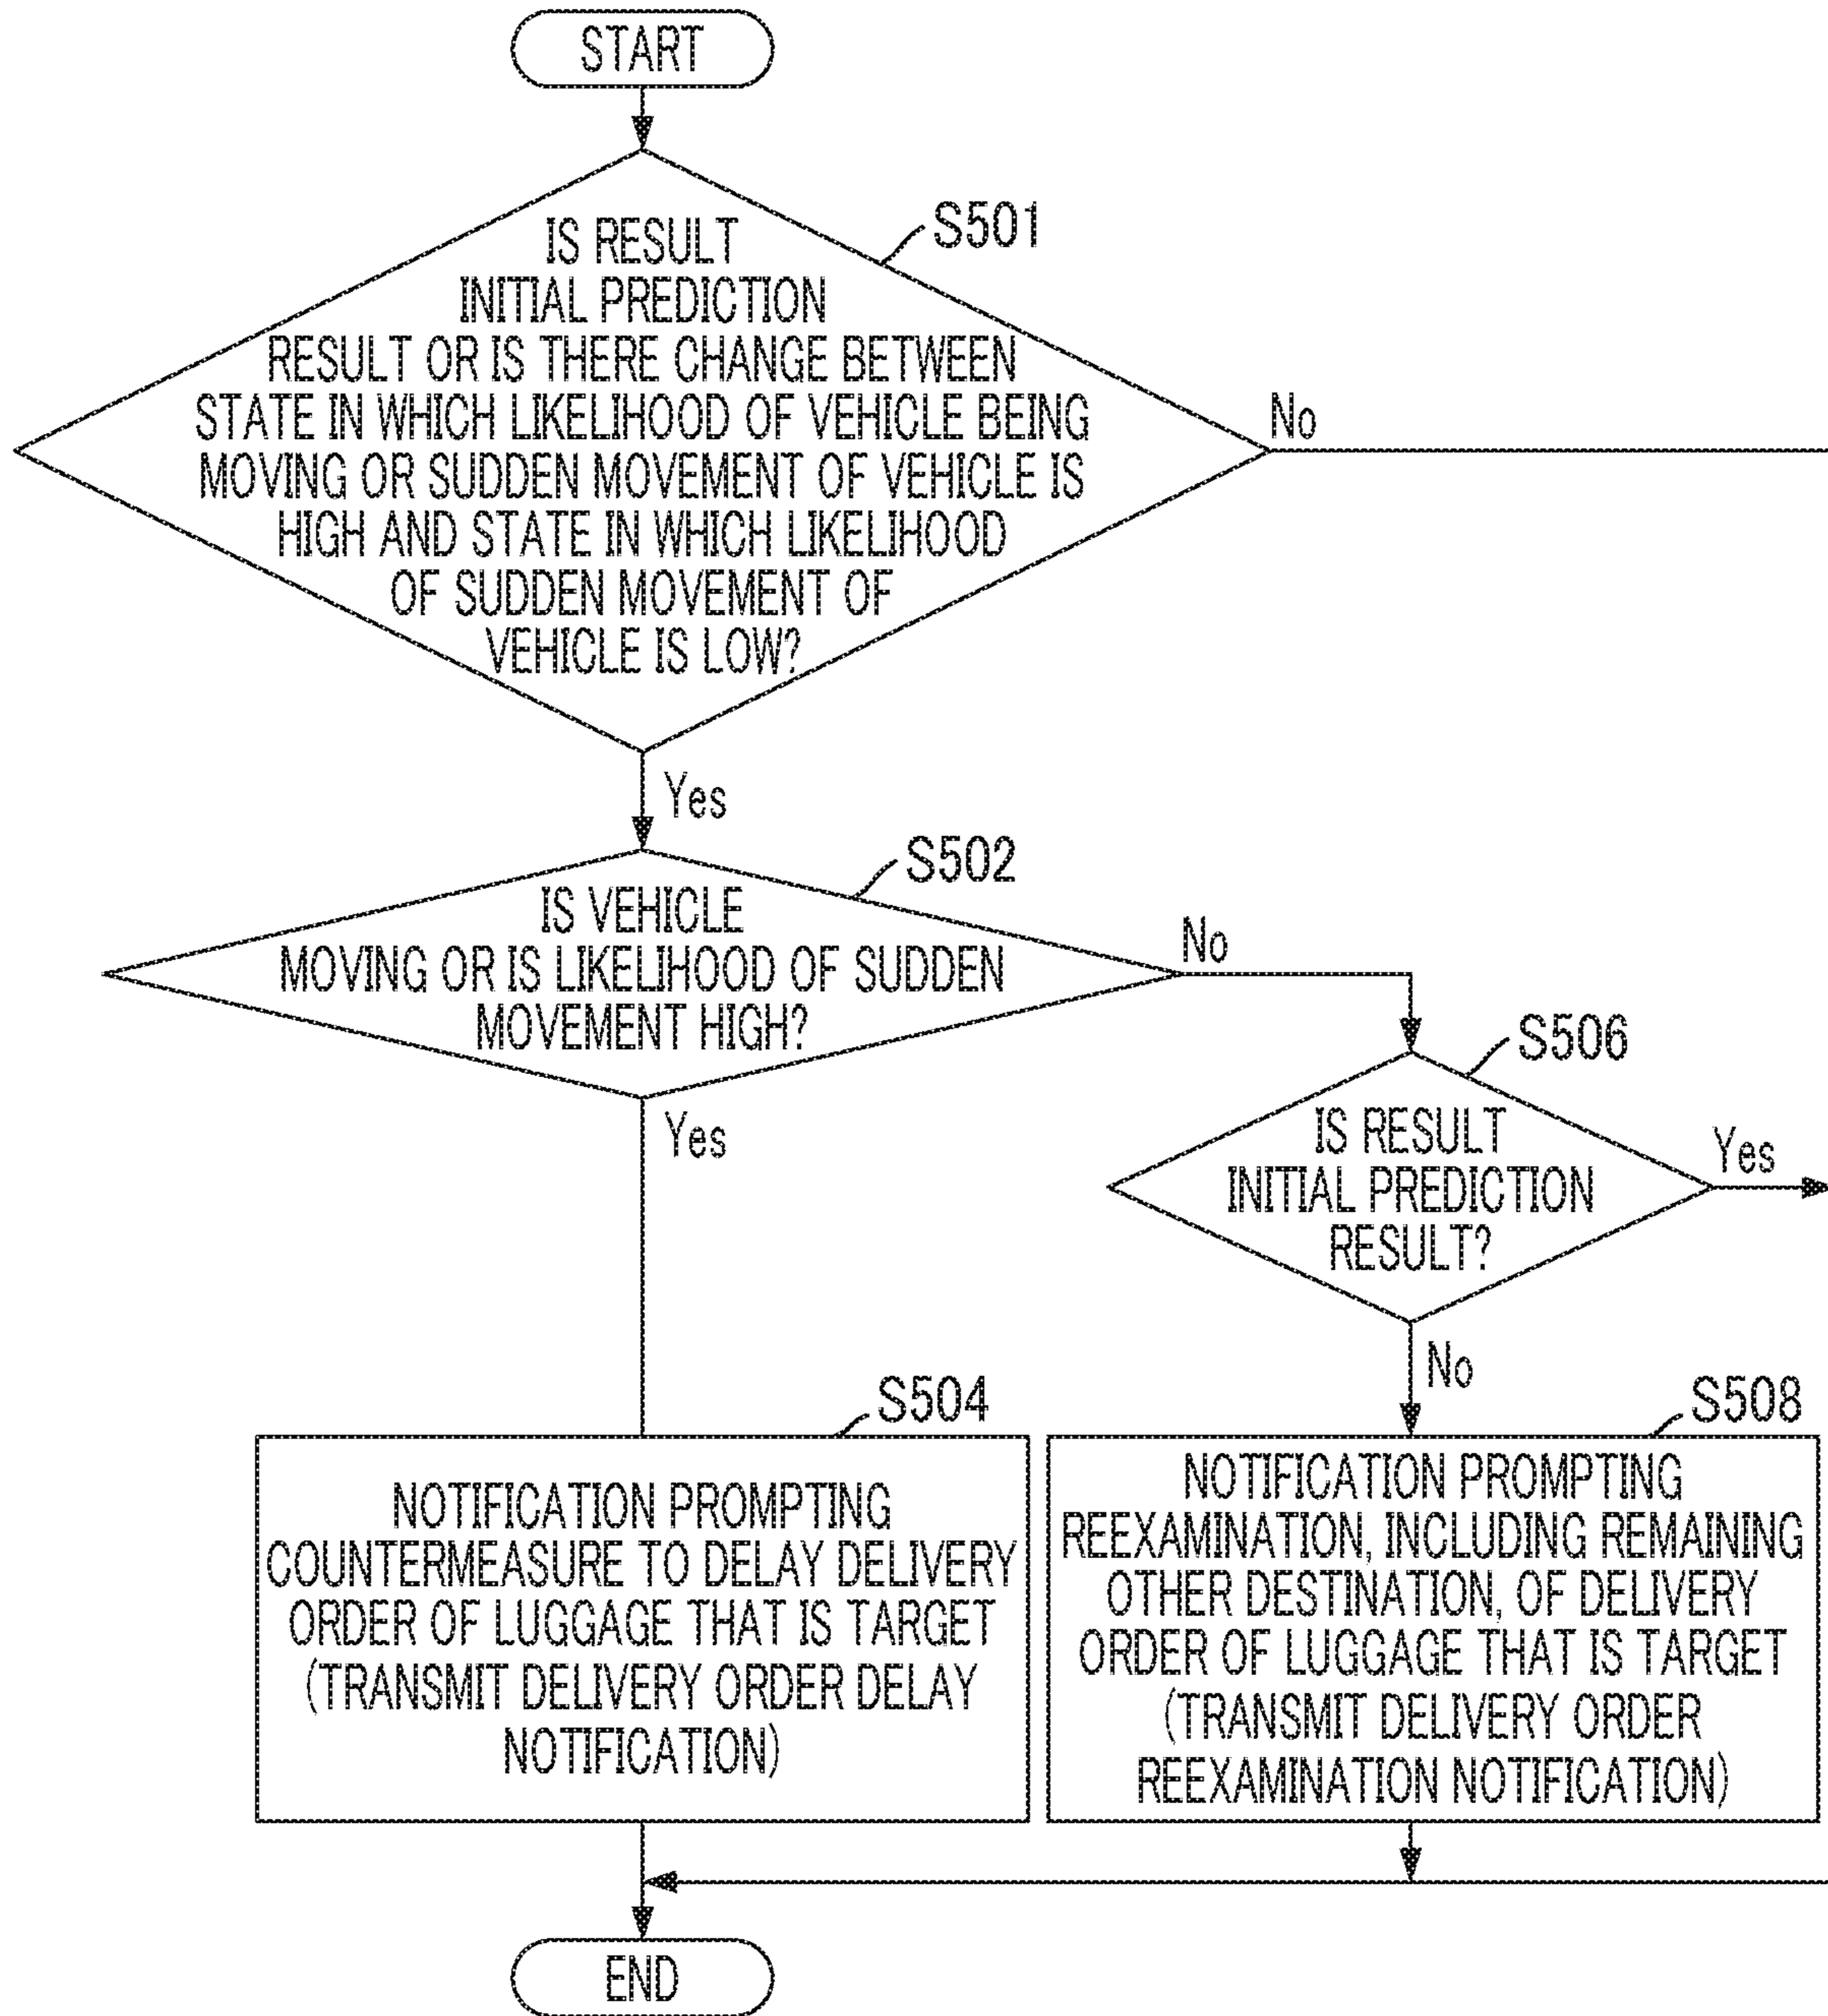 START
S501
IS RESULT
INITIAL PREDICTION
RESULT OR IS THERE CHANGE BETWEEN
STATE IN WHICH LIKELIHOOD OF VEHICLE BEING
MOVING OR SUDDEN MOVEMENT OF VEHICLE IS
HIGH AND STATE IN WHICH LIKELIHOOD
OF SUDDEN MOVEMENT OF
VEHICLE IS LOW?
No
Yes
S502
IS VEHICLE
MOVING OR IS LIKELIHOOD OF SUDDEN
MOVEMENT HIGH?
No
Yes
S506
IS RESULT
INITIAL PREDICTION
RESULT?
Yes
No
S504
NOTIFICATION PROMPTING
COUNTERMEASURE TO DELAY DELIVERY
ORDER OF LUGGAGE THAT IS TARGET
(TRANSMIT DELIVERY ORDER DELAY
NOTIFICATION)
S508
NOTIFICATION PROMPTING
REEXAMINATION, INCLUDING REMAINING
OTHER DESTINATION, OF DELIVERY
ORDER OF LUGGAGE THAT IS TARGET
(TRANSMIT DELIVERY ORDER
REEXAMINATION NOTIFICATION)
END